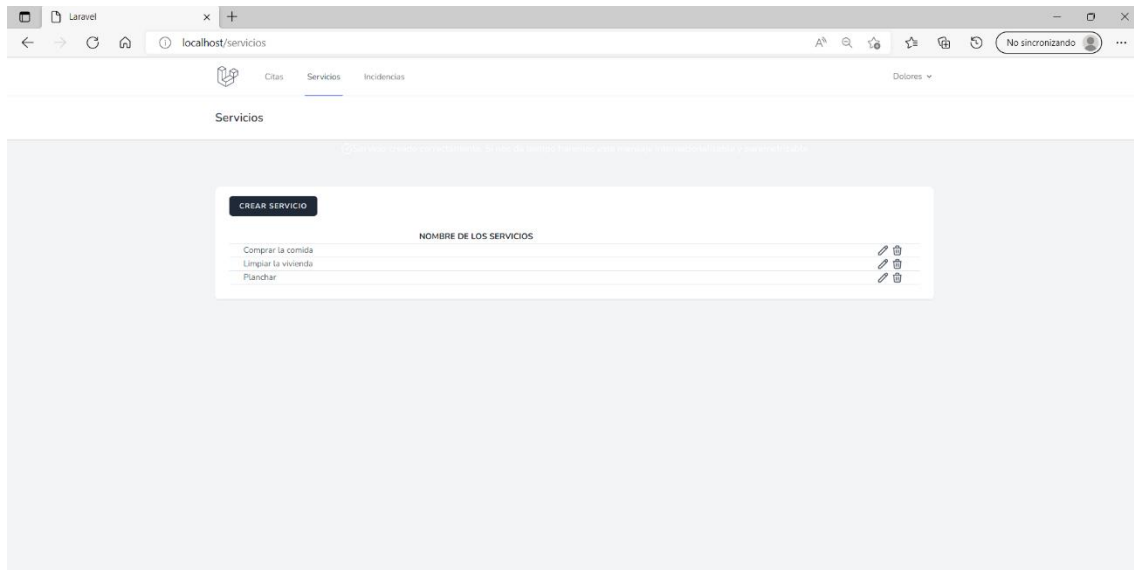 Laravel
localhost/servicios
No sincronizando
Citas Servicios Incidencias
Dolores
Servicios
CREAR SERVICIO
NOMBRE DE LOS SERVICIOS
Comprar la comida
Limpiar la vivienda
Planchar